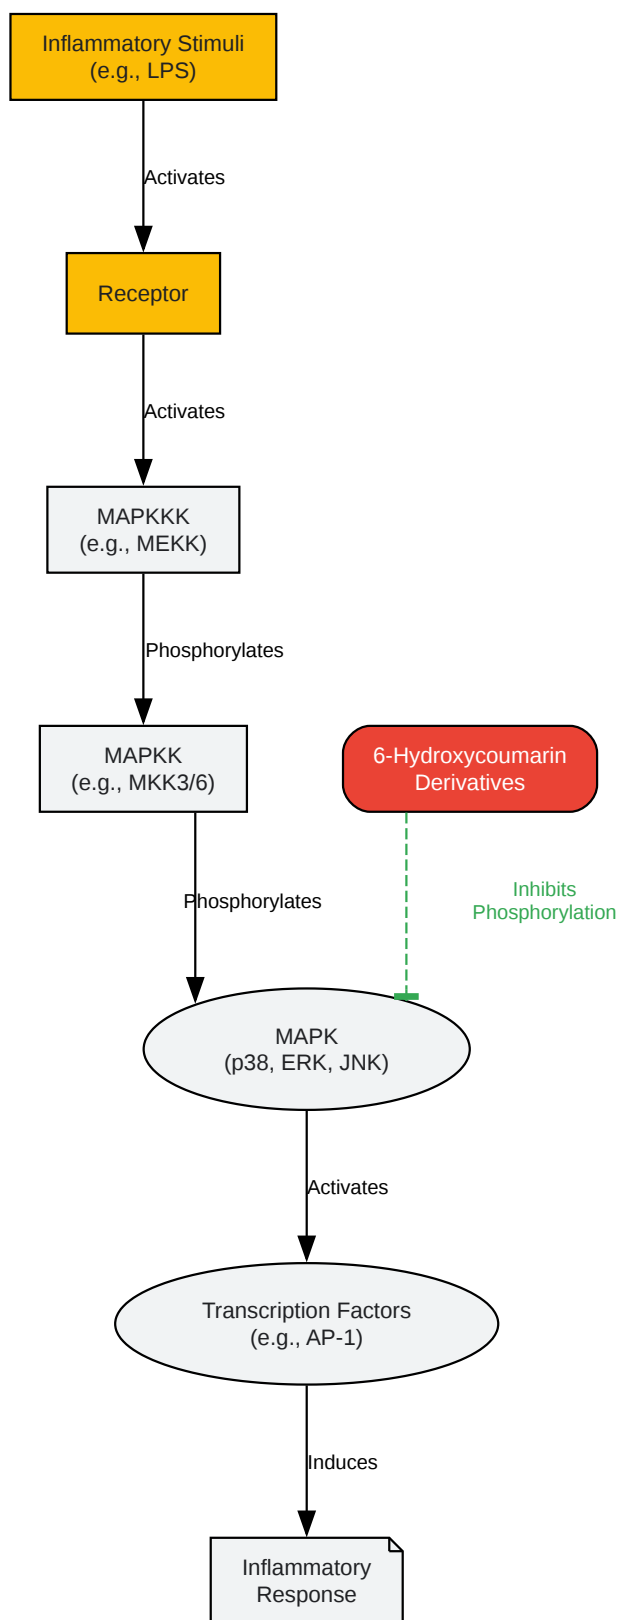 Inflammatory Stimuli
(e.g., LPS)
Activates
Receptor
Activates
MAPKKK
(e.g., MEKK)
Phosphorylates
MAPKK
(e.g., MKK3/6)
6-Hydroxycoumarin
Derivatives
Phosphorylates
Inhibits
Phosphorylation
MAPK
(p38, ERK, JNK)
Activates
Transcription Factors
(e.g., AP-1)
Induces
Inflammatory
Response